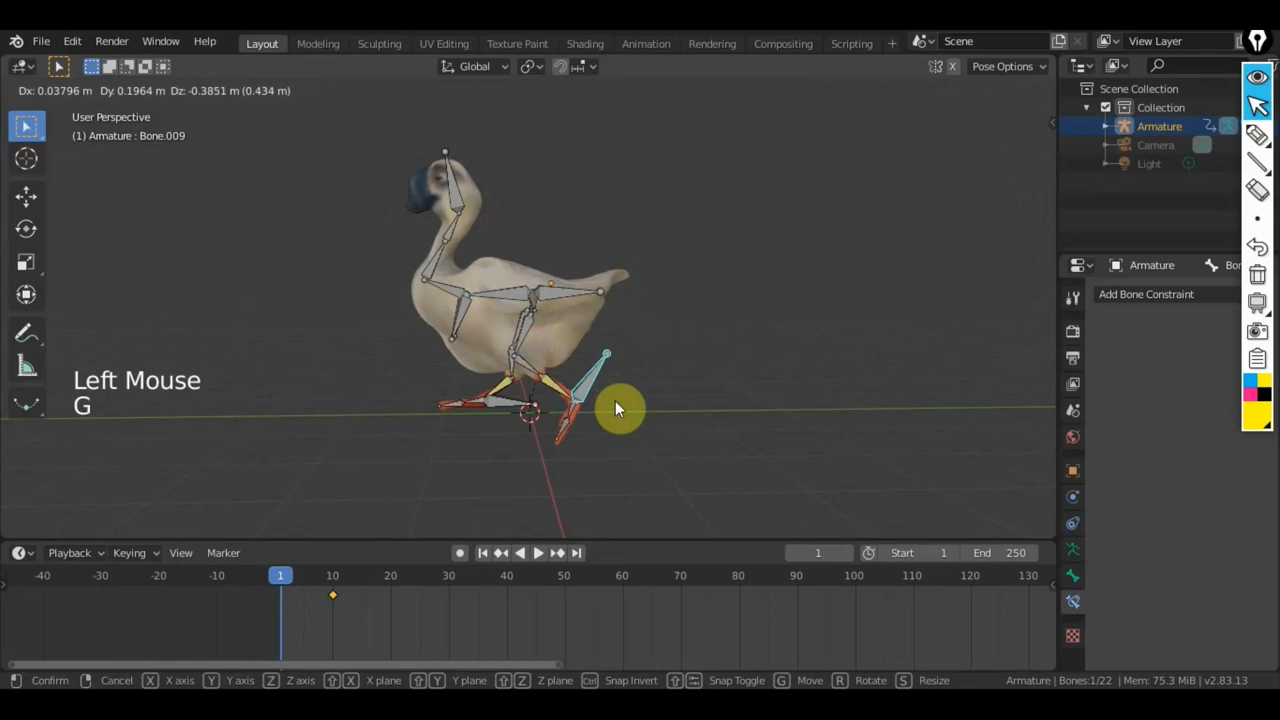 File Edit Render Window Help Layout Modeling Sculpting UV Editing Texture Paint Shading Animation Rendering Compositing Scripting + Scene View Layer
Global X Pose Options
Dx: 0.03796 m Dy: 0.1964 m Dz: -0.3851 m (0.434 m)
User Perspective
(1) Armature : Bone.009
Scene Collection
Collection
Armature
Camera
Light
Armature Bon
Add Bone Constraint
Left Mouse
G
Playback Keying View Marker 1 Start 1 End 250
-40 -30 -20 -10 1 10 20 30 40 50 60 70 80 90 100 110 120 130
Confirm Cancel X X axis Y Y axis Z Z axis X X plane Y Y plane Z Z plane Ctrl Snap Invert Snap Toggle G Move R Rotate S Resize Armature | Bones:1/22 | Mem: 75.3 MiB | v2.83.13